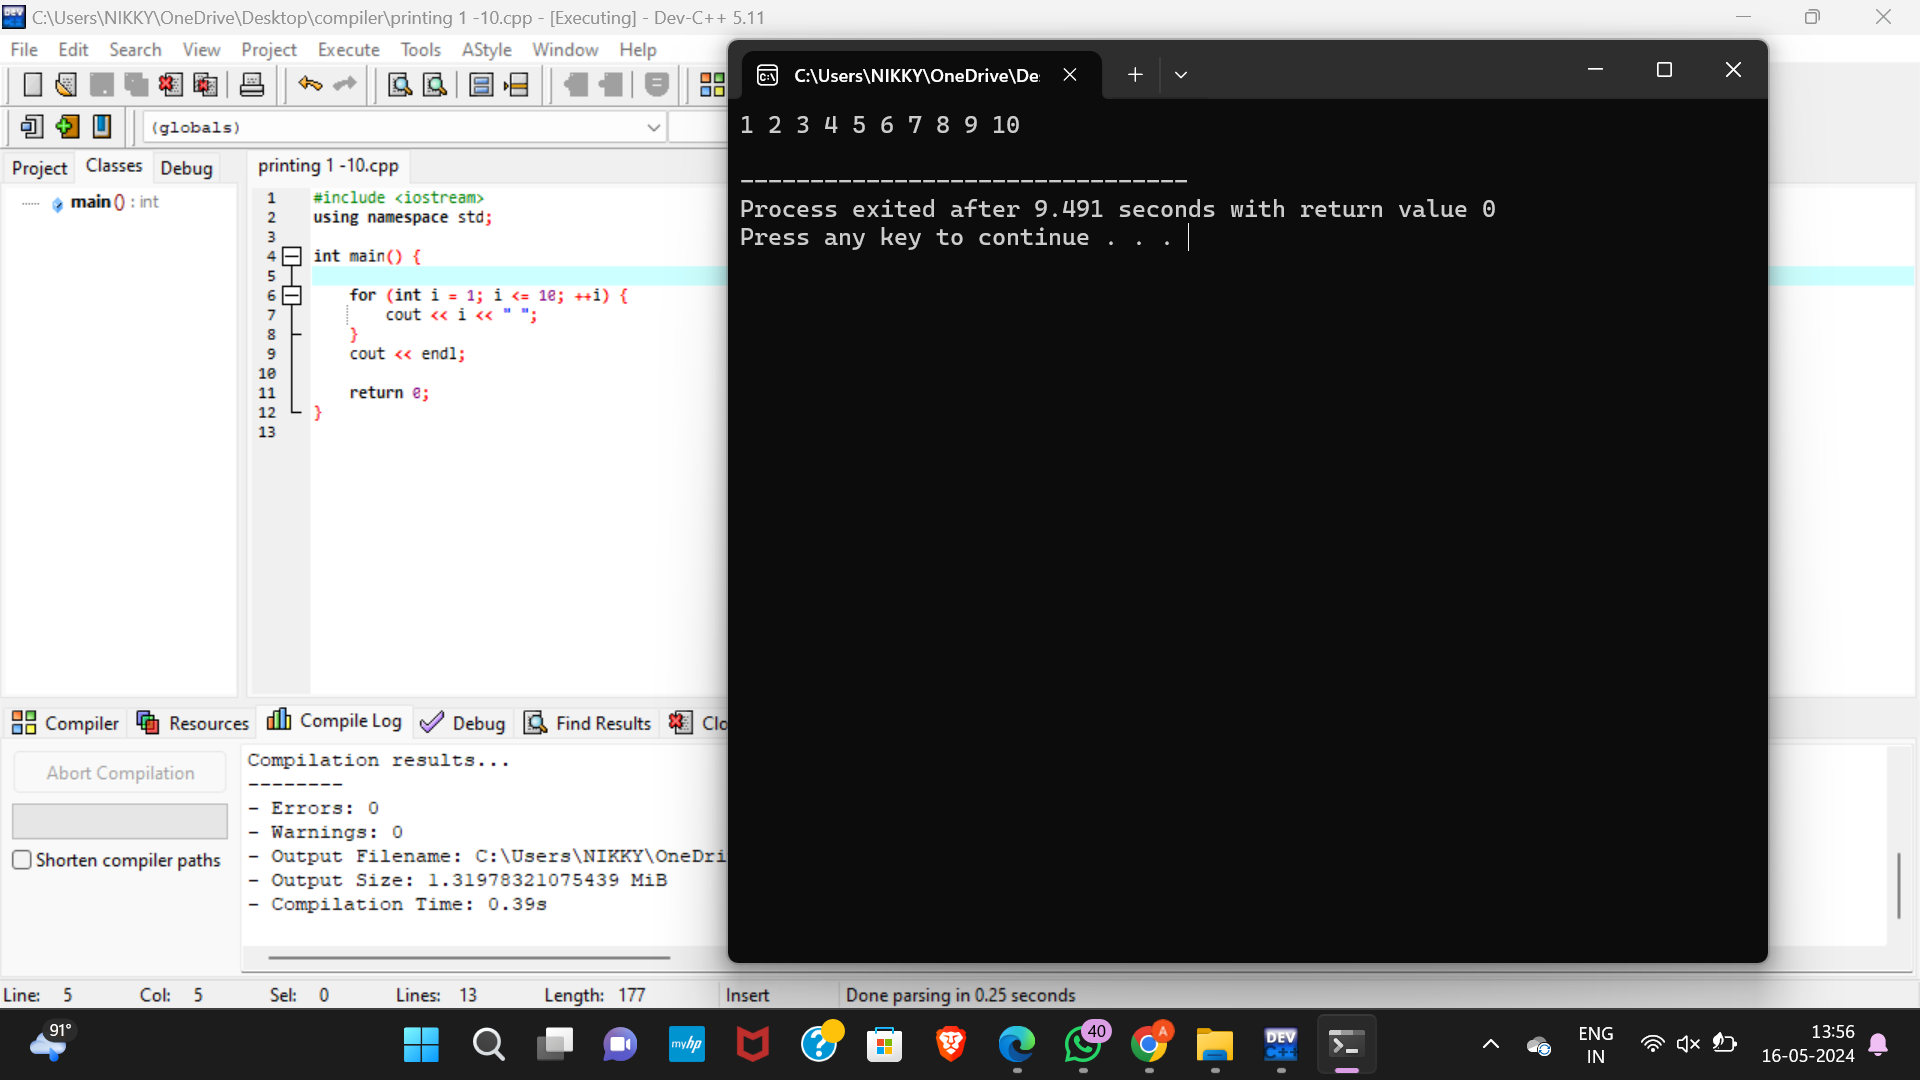 C:\Users\NIKKY\OneDrive\Desktop\compiler\printing 1 -10.cpp - [Executing] - Dev-C++ 5.11
File Edit Search View Project Execute Tools AStyle Window Help
(globals)
Project Classes Debug
main () : int
printing 1 -10.cpp
1 #include <iostream>
2 using namespace std;
3
4 int main() {
5
6 for (int i = 1; i <= 10; ++i) {
7 cout << i << " ";
8 }
9 cout << endl;
10
11 return 0;
12 }
13
C:\Users\NIKKY\OneDrive\De
1 2 3 4 5 6 7 8 9 10
--------------------------------
Process exited after 9.491 seconds with return value 0
Press any key to continue . . .
Compiler Resources Compile Log Debug Find Results Clo
Abort Compilation
Shorten compiler paths
Compilation results...
--------
- Errors: 0
- Warnings: 0
- Output Filename: C:\Users\NIKKY\OneDri
- Output Size: 1.31978321075439 MiB
- Compilation Time: 0.39s
Line: 5 Col: 5 Sel: 0 Lines: 13 Length: 177 Insert Done parsing in 0.25 seconds
91°
myhp
40
A
DEV
C++
ENG
IN
13:56
16-05-2024